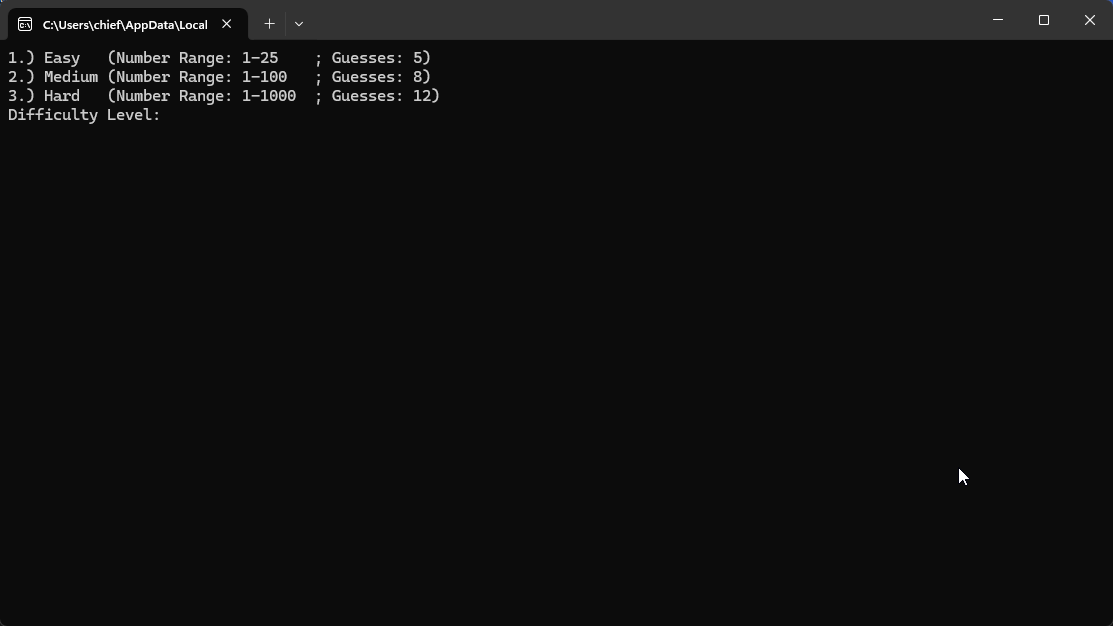 C:\Users\chief\AppData\Local
1.) Easy   (Number Range: 1-25    ; Guesses: 5)
2.) Medium (Number Range: 1-100   ; Guesses: 8)
3.) Hard   (Number Range: 1-1000  ; Guesses: 12)
Difficulty Level: